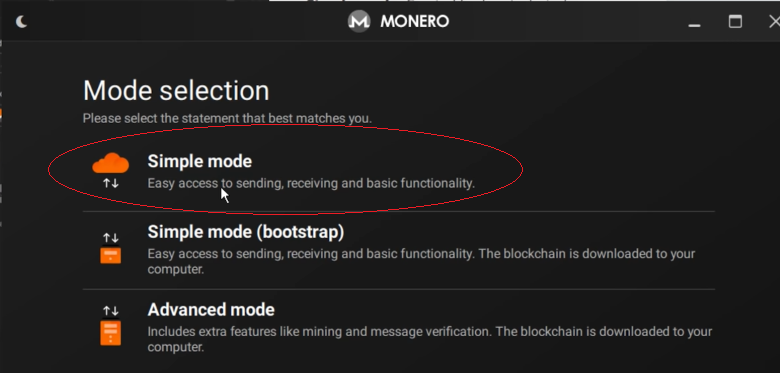 MONERO
Mode selection
Please select the statement that best matches you.
Simple mode
Easy access to sending, receiving and basic functionality.
Simple mode (bootstrap)
Easy access to sending, receiving and basic functionality. The blockchain is downloaded to your
computer.
Advanced mode
Includes extra features like mining and message verification. The blockchain is downloaded to your
computer.